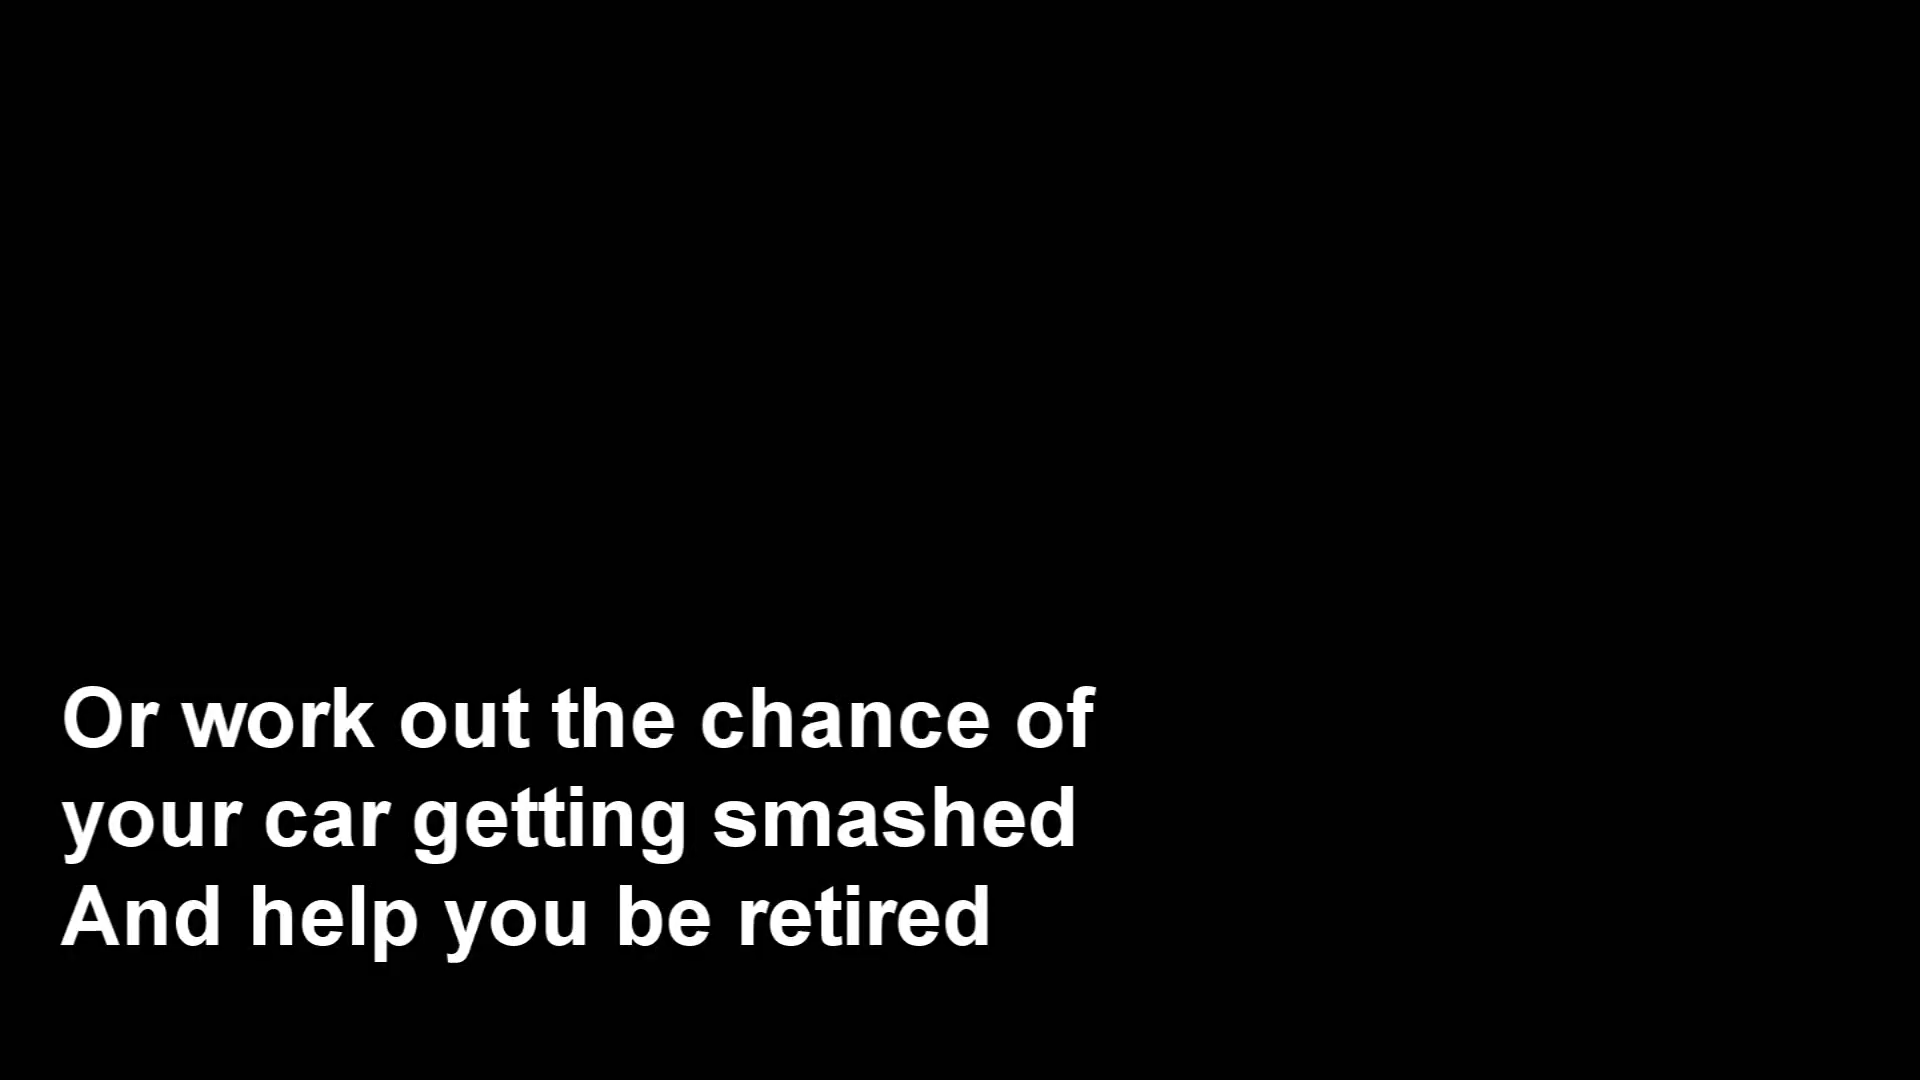 Or work out the chance of
your car getting smashed
And help you be retired